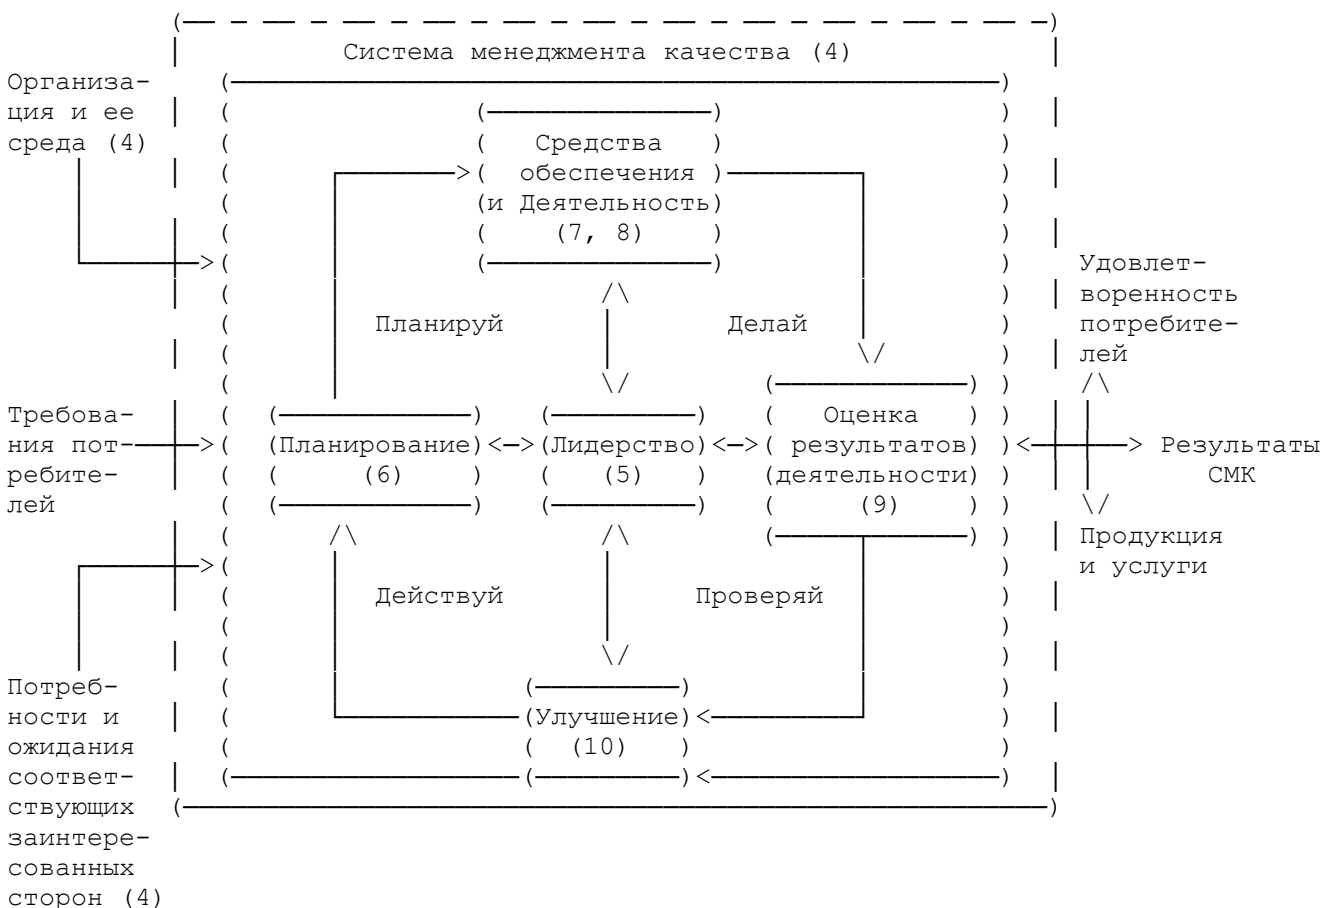 Система менеджмента качества (4)
Организа-
ция и ее
среда (4)
Средства
обеспечения
и Деятельность
(7, 8)
Удовлет-
воренность
потребите-
лей
Планируй
Делай
Требова-
ния пот-
ребите-
лей
Планирование
(6)
Лидерство
(5)
Оценка
результатов
деятельности
(9)
Результаты
СМК
Продукция
и услуги
Действуй
Проверяй
Потреб-
ности и
ожидания
соответ-
ствующих
заинтере-
сованных
сторон (4)
Улучшение
(10)